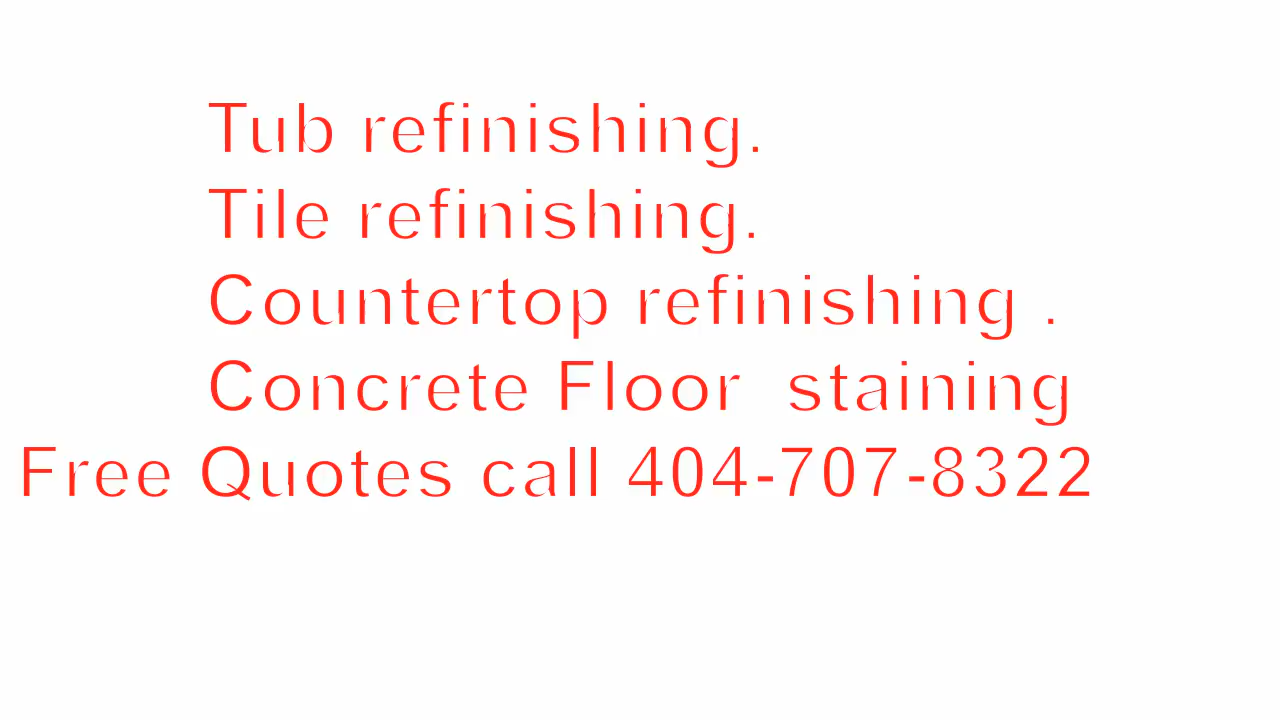 Tub refinishing.
Tile refinishing.
Countertop refinishing .
Concrete Floor  staining
Free Quotes call 404-707-8322